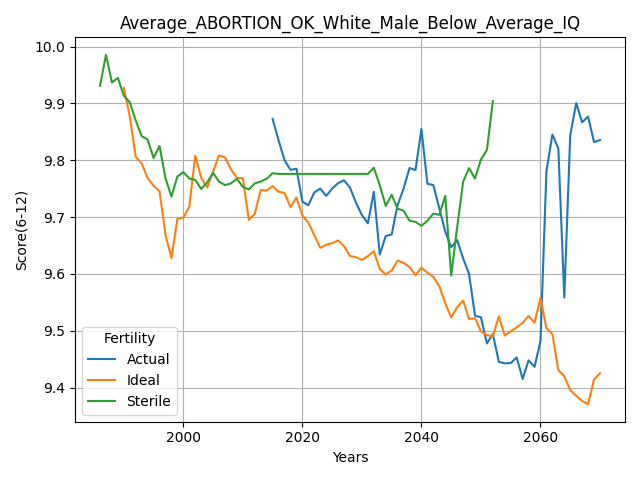 Average_ABORTION_OK_White_Male_Below_Average_IQ
10.0
9.9
9.8
9.7
9.6
9.5
9.4
Score(6-12)
Fertility
Actual
Ideal
Sterile
2000 2020 2040 2060
Years